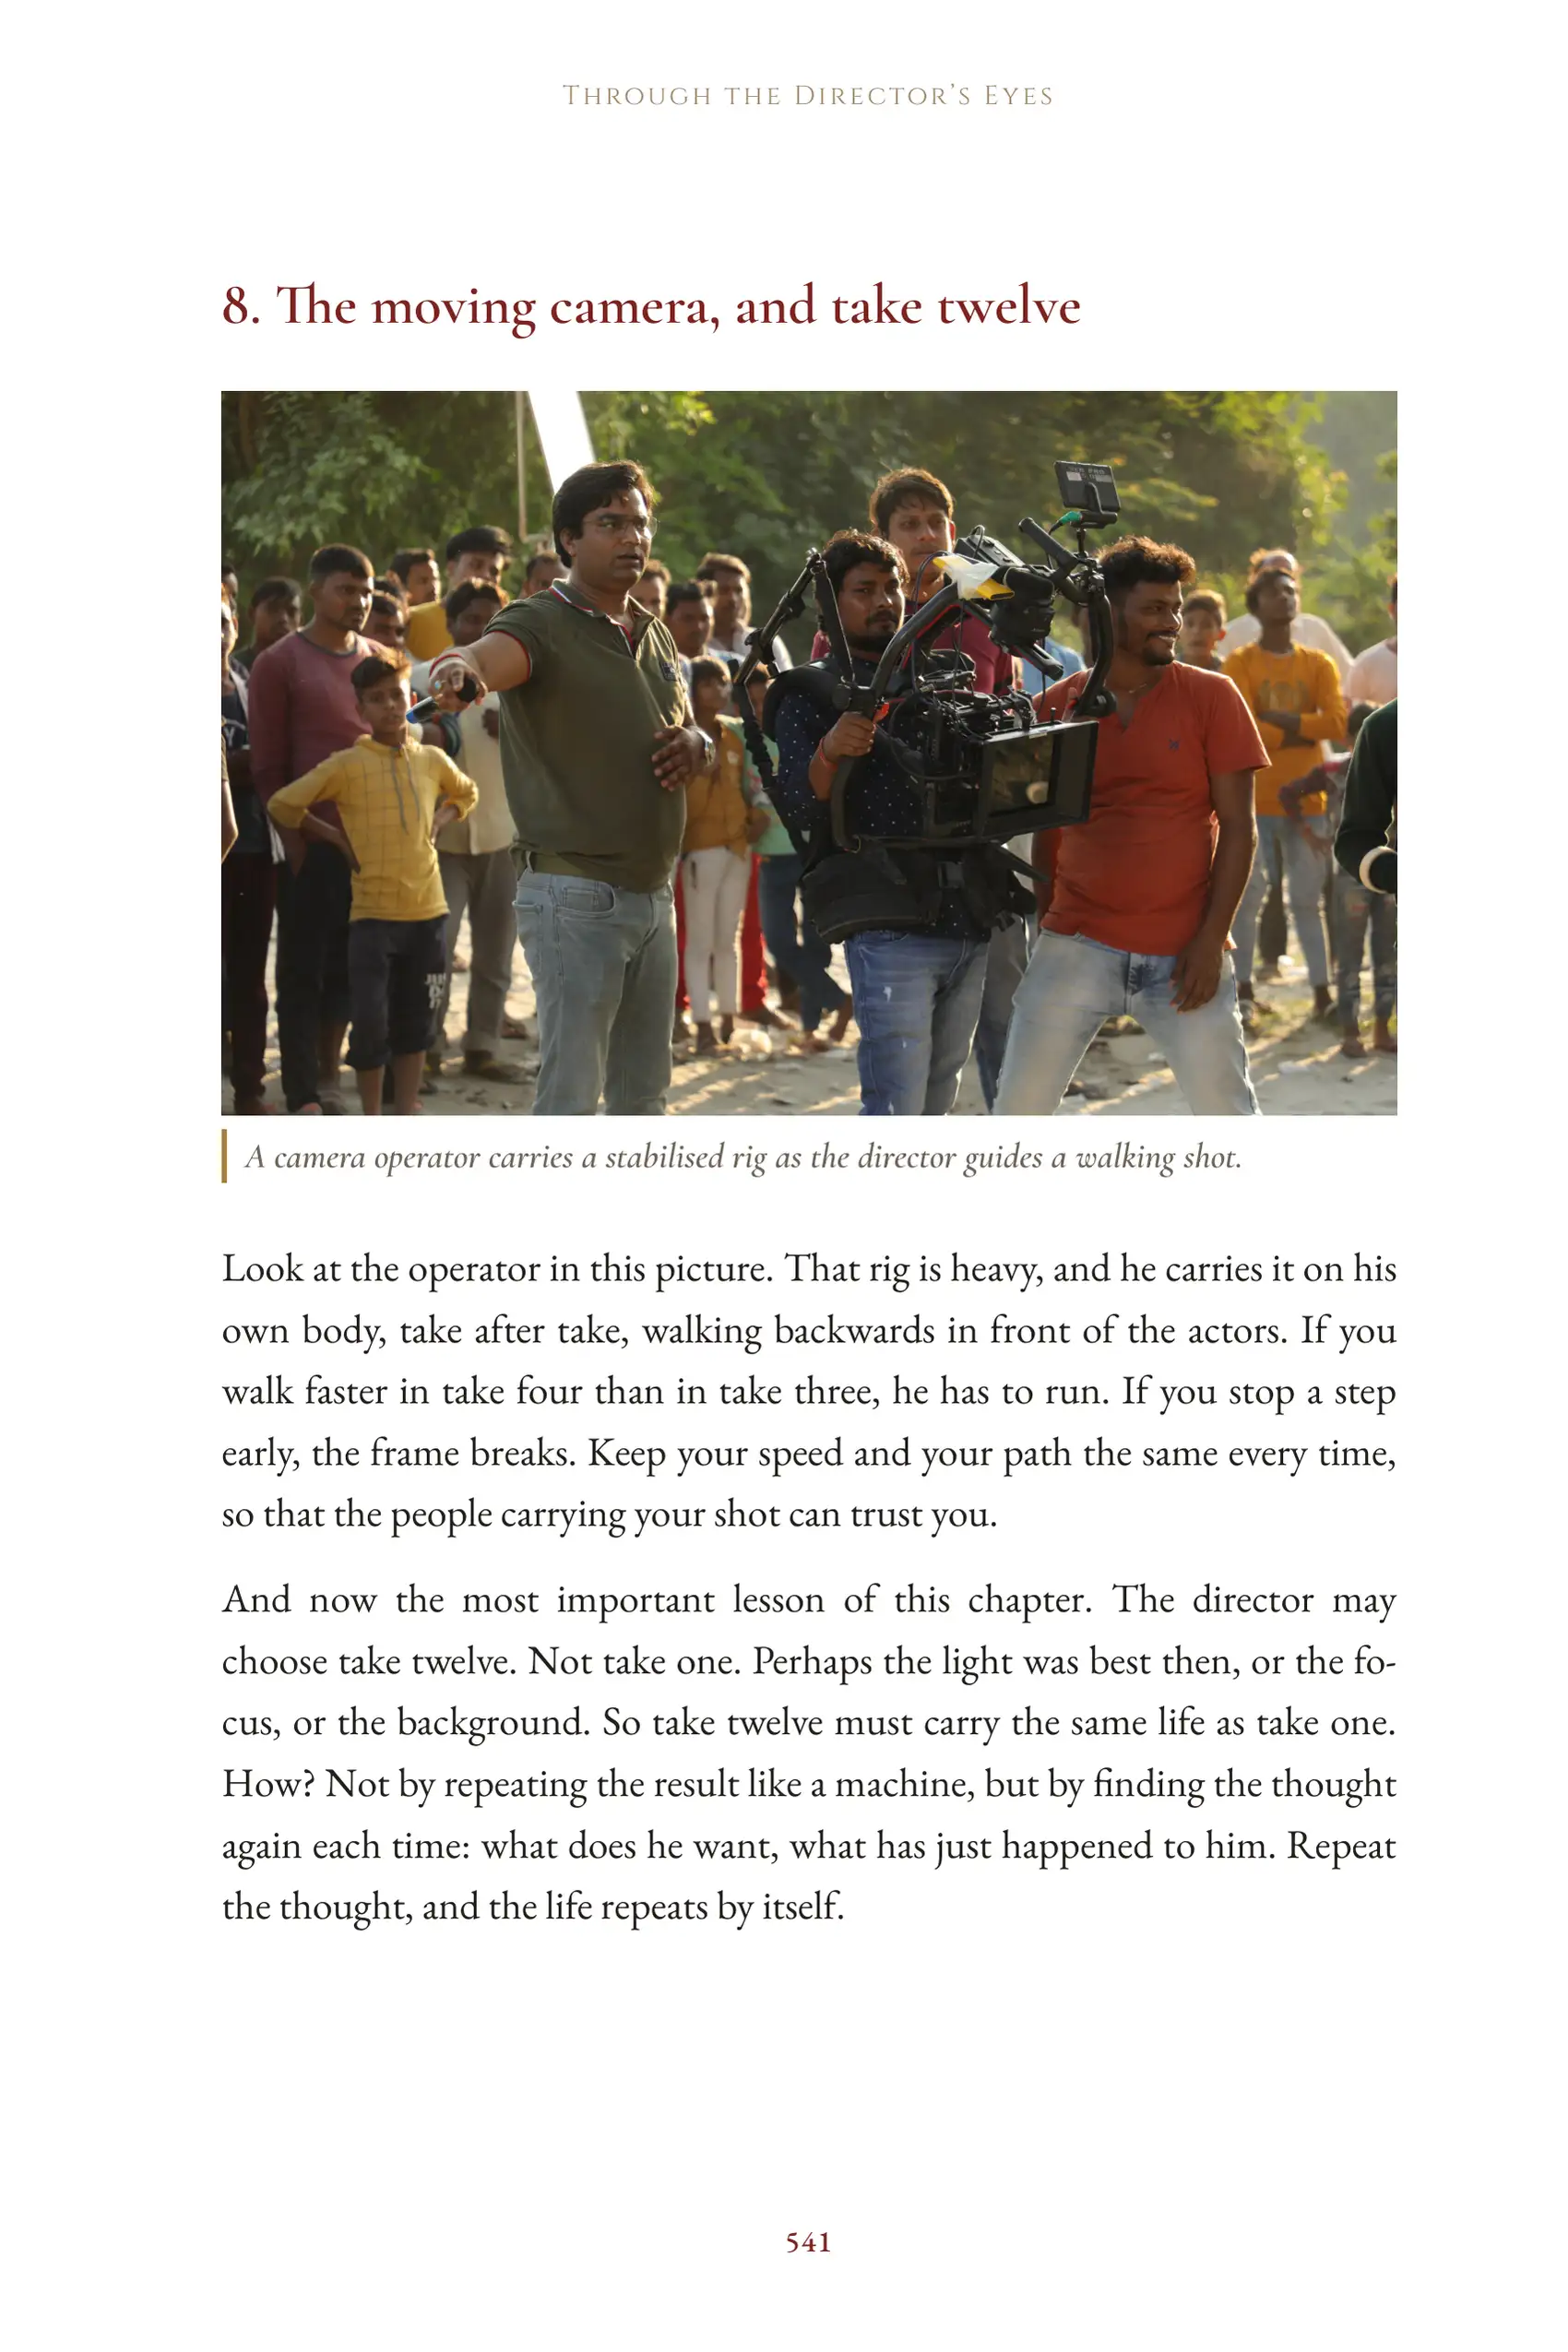 THROUGH THE DIRECTOR'S EYES
8. The moving camera, and take twelve
A camera operator carries a stabilised rig as the director guides a walking shot.
Look at the operator in this picture. That rig is heavy, and he carries it on his
own body, take after take, walking backwards in front of the actors. If you
walk faster in take four than in take three, he has to run. If you stop a step
early, the frame breaks. Keep your speed and your path the same every time,
so that the people carrying your shot can trust you.
And now the most important lesson of this chapter. The director may
choose take twelve. Not take one. Perhaps the light was best then, or the fo-
cus, or the background. So take twelve must carry the same life as take one.
How? Not by repeating the result like a machine, but by finding the thought
again each time: what does he want, what has just happened to him. Repeat
the thought, and the life repeats by itself.
541